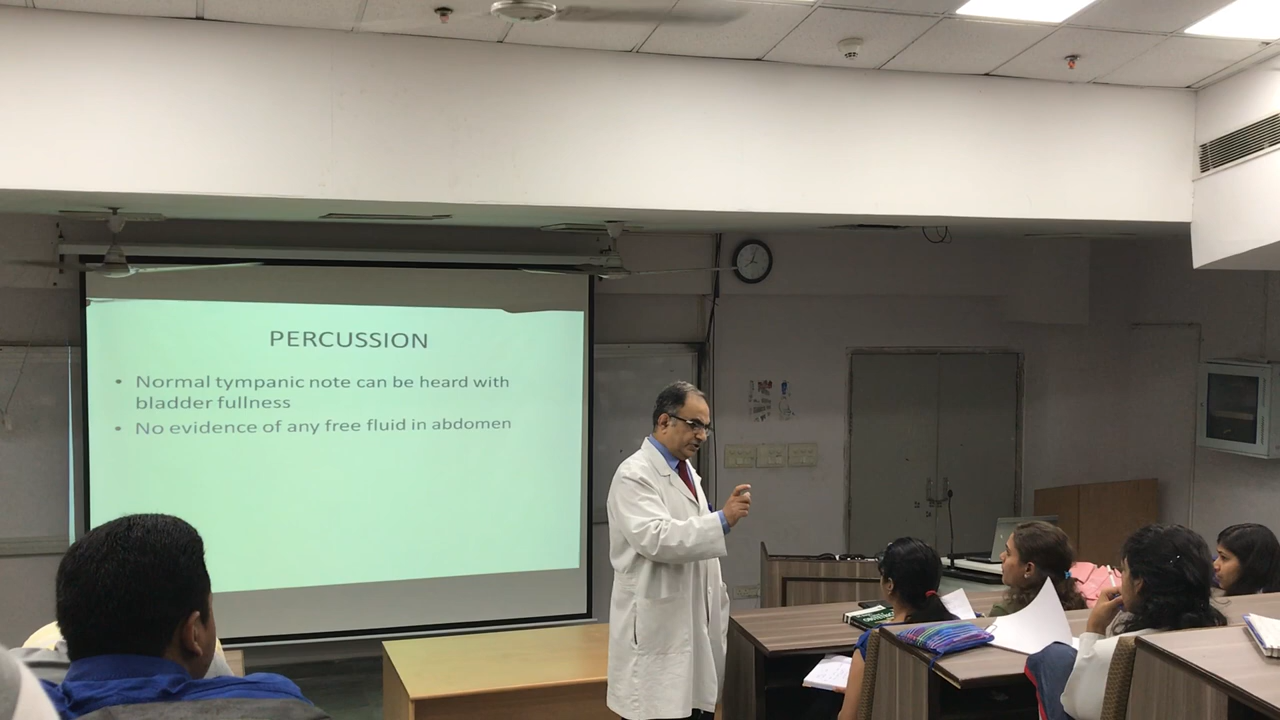 PERCUSSION
• Normal tympanic note can be heard with
bladder fullness
• No evidence of any free fluid in abdomen